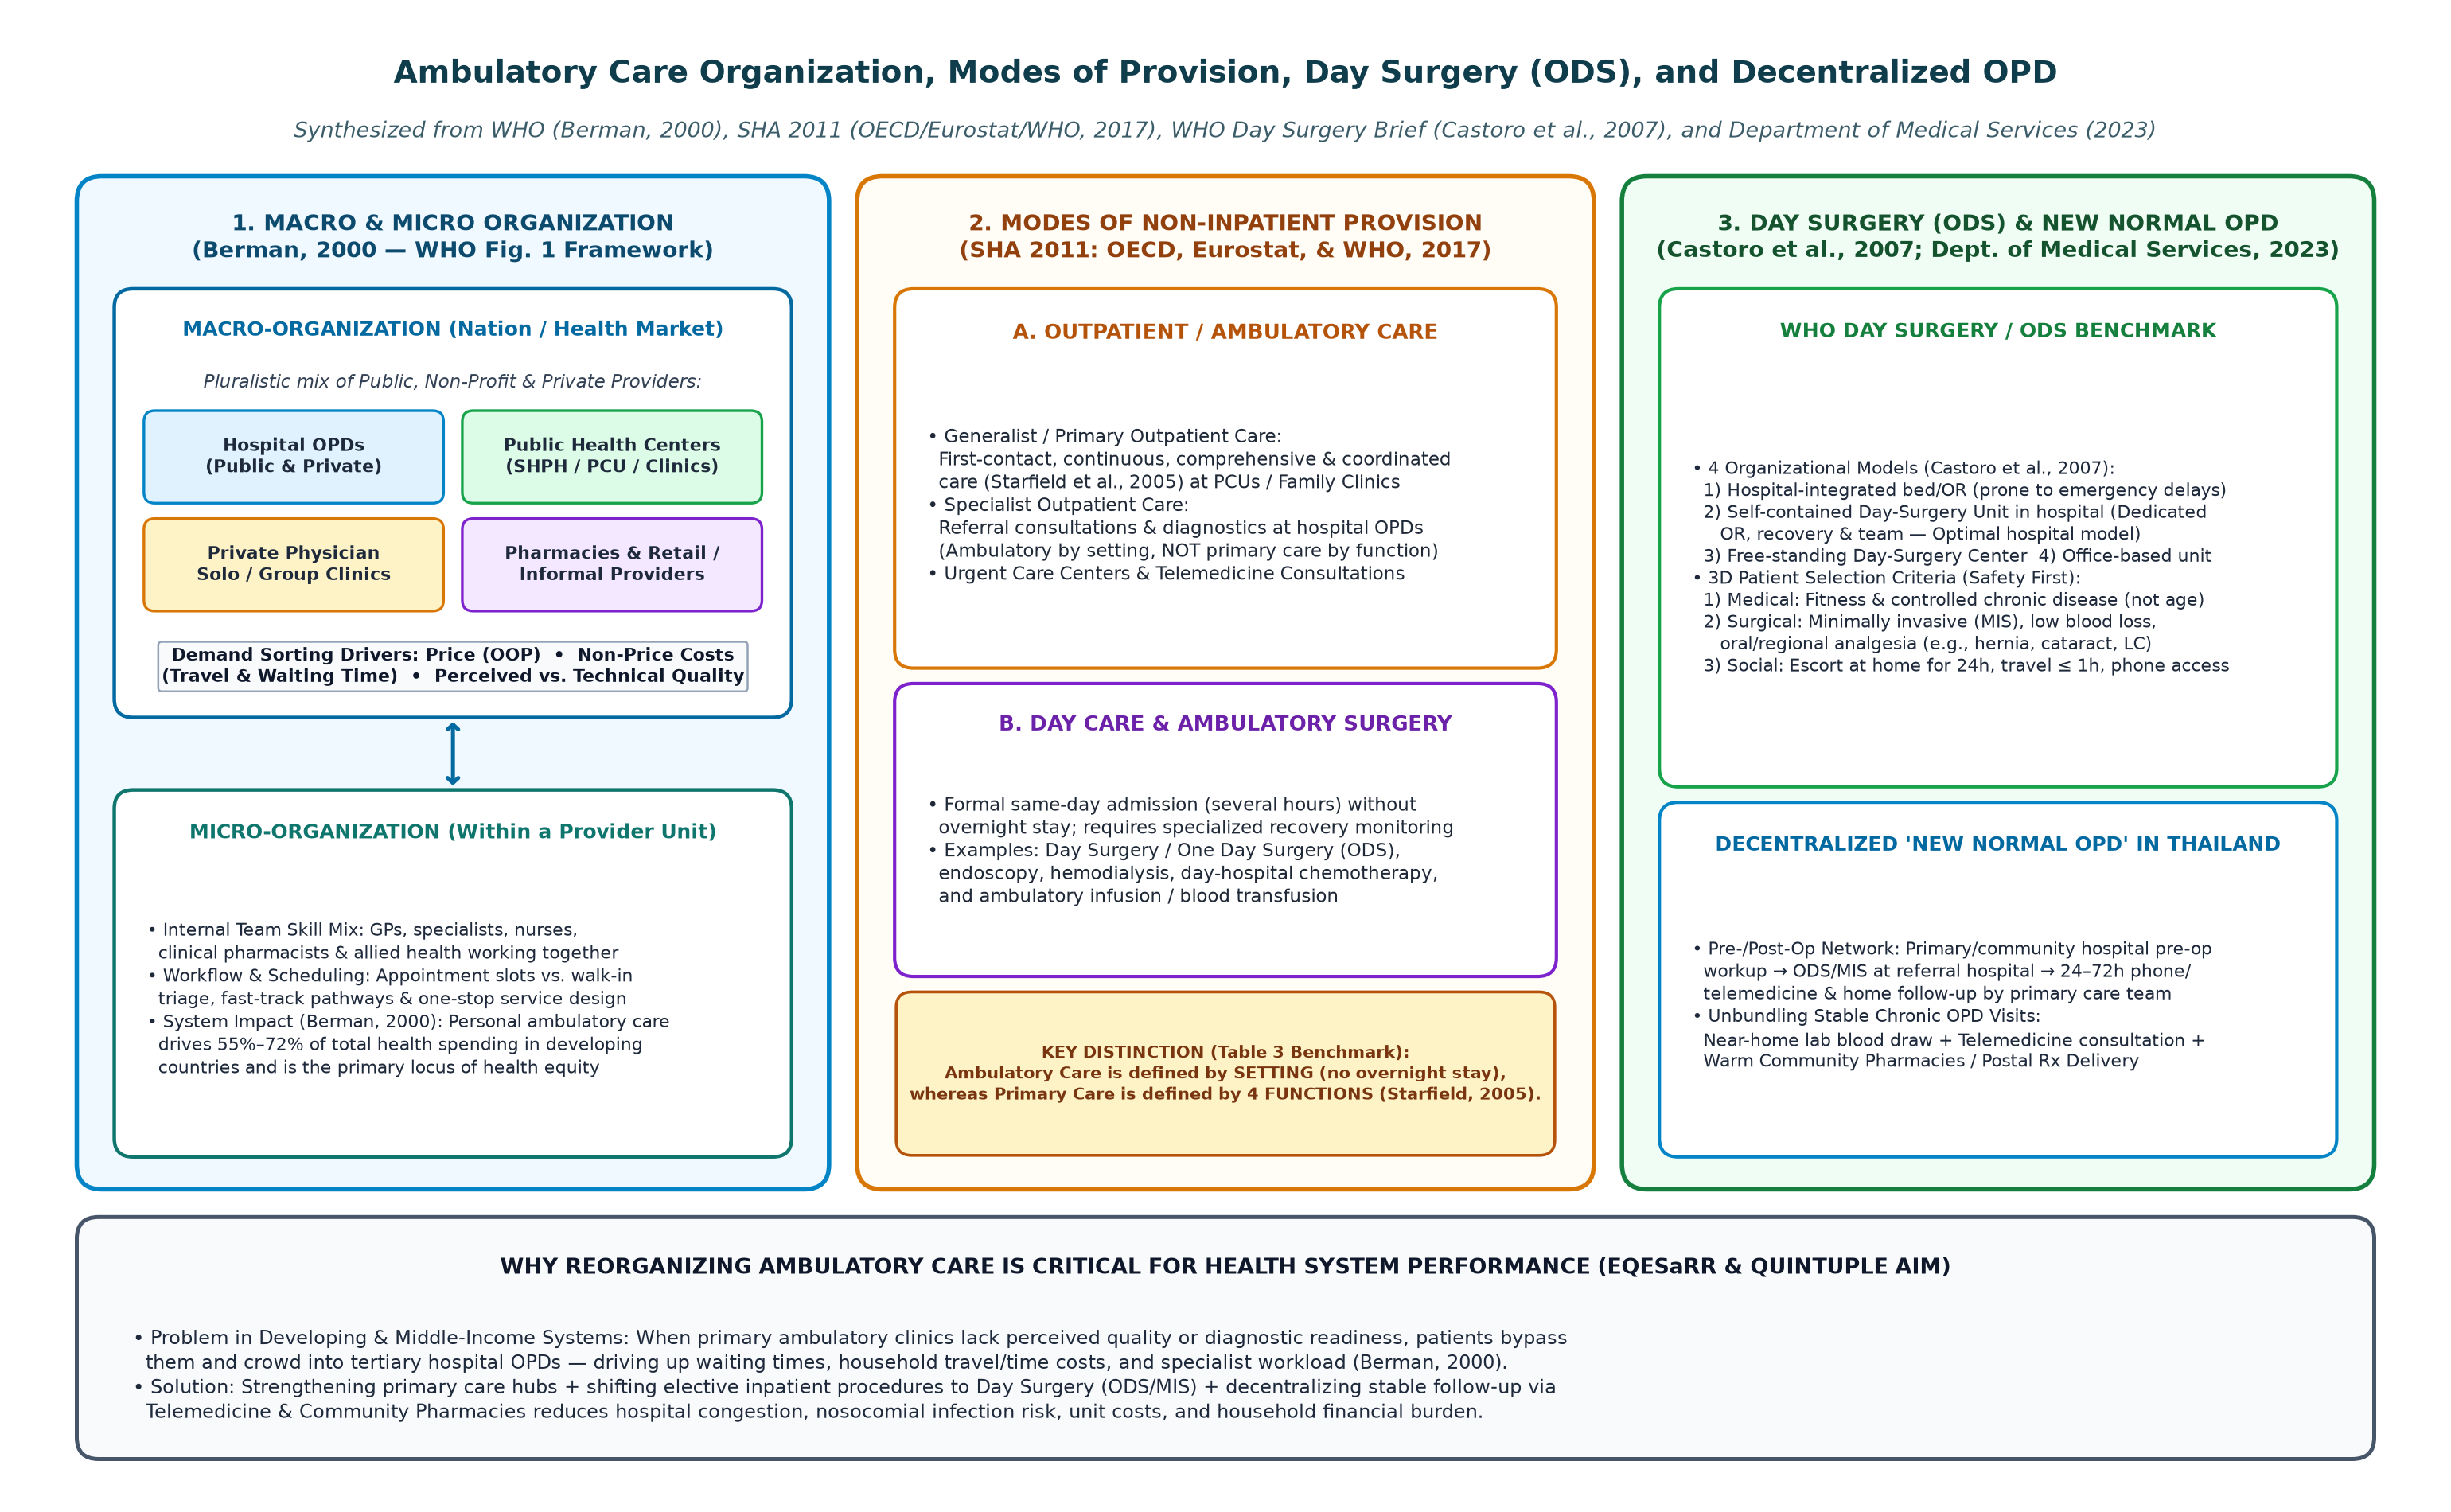 Ambulatory Care Organization, Modes of Provision, Day Surgery (ODS), and Decentralized OPD
Synthesized from WHO (Berman, 2000), SHA 2011 (OECD/Eurostat/WHO, 2017), WHO Day Surgery Brief (Castoro et al., 2007), and Department of Medical Services (2023)
1. MACRO & MICRO ORGANIZATION
(Berman, 2000 — WHO Fig. 1 Framework)
MACRO-ORGANIZATION (Nation / Health Market)
Pluralistic mix of Public, Non-Profit & Private Providers:
Hospital OPDs
(Public & Private)
Public Health Centers
(SHPH / PCU / Clinics)
Private Physician
Solo / Group Clinics
Pharmacies & Retail /
Informal Providers
Demand Sorting Drivers: Price (OOP) • Non-Price Costs
(Travel & Waiting Time) • Perceived vs. Technical Quality
MICRO-ORGANIZATION (Within a Provider Unit)
• Internal Team Skill Mix: GPs, specialists, nurses,
clinical pharmacists & allied health working together
• Workflow & Scheduling: Appointment slots vs. walk-in
triage, fast-track pathways & one-stop service design
• System Impact (Berman, 2000): Personal ambulatory care
drives 55%–72% of total health spending in developing
countries and is the primary locus of health equity
2. MODES OF NON-INPATIENT PROVISION
(SHA 2011: OECD, Eurostat, & WHO, 2017)
A. OUTPATIENT / AMBULATORY CARE
• Generalist / Primary Outpatient Care:
First-contact, continuous, comprehensive & coordinated
care (Starfield et al., 2005) at PCUs / Family Clinics
• Specialist Outpatient Care:
Referral consultations & diagnostics at hospital OPDs
(Ambulatory by setting, NOT primary care by function)
• Urgent Care Centers & Telemedicine Consultations
B. DAY CARE & AMBULATORY SURGERY
• Formal same-day admission (several hours) without
overnight stay; requires specialized recovery monitoring
• Examples: Day Surgery / One Day Surgery (ODS),
endoscopy, hemodialysis, day-hospital chemotherapy,
and ambulatory infusion / blood transfusion
KEY DISTINCTION (Table 3 Benchmark):
Ambulatory Care is defined by SETTING (no overnight stay),
whereas Primary Care is defined by 4 FUNCTIONS (Starfield, 2005).
3. DAY SURGERY (ODS) & NEW NORMAL OPD
(Castoro et al., 2007; Dept. of Medical Services, 2023)
WHO DAY SURGERY / ODS BENCHMARK
• 4 Organizational Models (Castoro et al., 2007):
1) Hospital-integrated bed/OR (prone to emergency delays)
2) Self-contained Day-Surgery Unit in hospital (Dedicated
OR, recovery & team — Optimal hospital model)
3) Free-standing Day-Surgery Center 4) Office-based unit
• 3D Patient Selection Criteria (Safety First):
1) Medical: Fitness & controlled chronic disease (not age)
2) Surgical: Minimally invasive (MIS), low blood loss,
oral/regional analgesia (e.g., hernia, cataract, LC)
3) Social: Escort at home for 24h, travel ≤ 1h, phone access
DECENTRALIZED 'NEW NORMAL OPD' IN THAILAND
• Pre-/Post-Op Network: Primary/community hospital pre-op
workup → ODS/MIS at referral hospital → 24–72h phone/
telemedicine & home follow-up by primary care team
• Unbundling Stable Chronic OPD Visits:
Near-home lab blood draw + Telemedicine consultation +
Warm Community Pharmacies / Postal Rx Delivery
WHY REORGANIZING AMBULATORY CARE IS CRITICAL FOR HEALTH SYSTEM PERFORMANCE (EQESaRR & QUINTUPLE AIM)
• Problem in Developing & Middle-Income Systems: When primary ambulatory clinics lack perceived quality or diagnostic readiness, patients bypass
them and crowd into tertiary hospital OPDs — driving up waiting times, household travel/time costs, and specialist workload (Berman, 2000).
• Solution: Strengthening primary care hubs + shifting elective inpatient procedures to Day Surgery (ODS/MIS) + decentralizing stable follow-up via
Telemedicine & Community Pharmacies reduces hospital congestion, nosocomial infection risk, unit costs, and household financial burden.